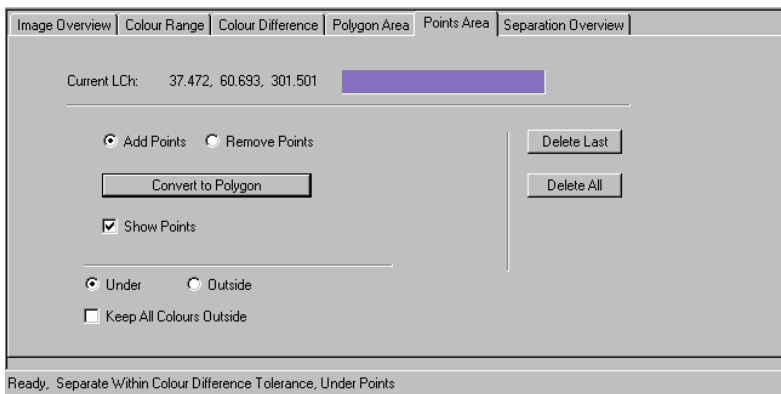 Image Overview Colour Range Colour Difference Polygon Area Points Area Separation Overview
Current LCh: 37.472, 60.693, 301.501
Add Points Remove Points Delete Last
Convert to Polygon Delete All
Show Points
Under Outside
Keep All Colours Outside
Ready, Separate Within Colour Difference Tolerance, Under Points